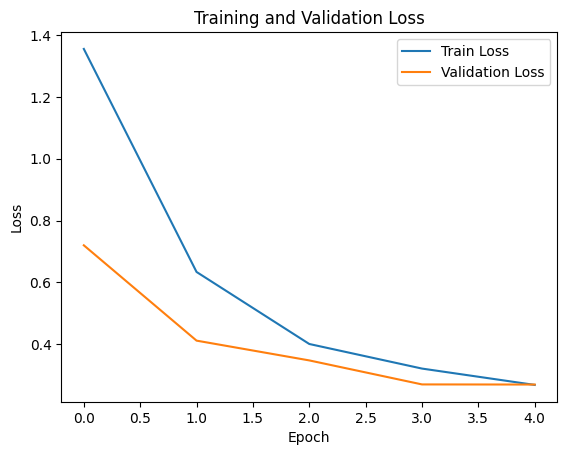 Training and Validation Loss
Train Loss
Validation Loss
Loss
1.4
1.2
1.0
0.8
0.6
0.4
0.0 0.5 1.0 1.5 2.0 2.5 3.0 3.5 4.0
Epoch